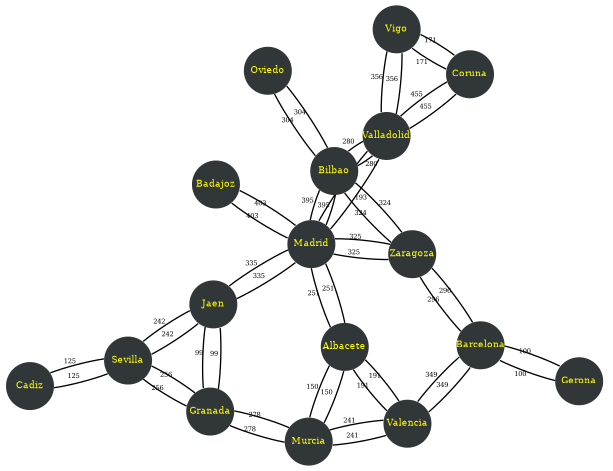 Vigo
171
Coruna
171
Oviedo
356
356
455
455
304
304
Valladolid
280
280
Bilbao
Badajoz
403
403
395
395
193
324
324
Madrid
325
325
Zaragoza
335
335
251
251
296
296
Jaen
242
242
99
99
Albacete
Barcelona
100
100
Gerona
Sevilla
125
125
Cadiz
256
256
150
150
191
191
349
349
Granada
278
278
Murcia
241
241
Valencia